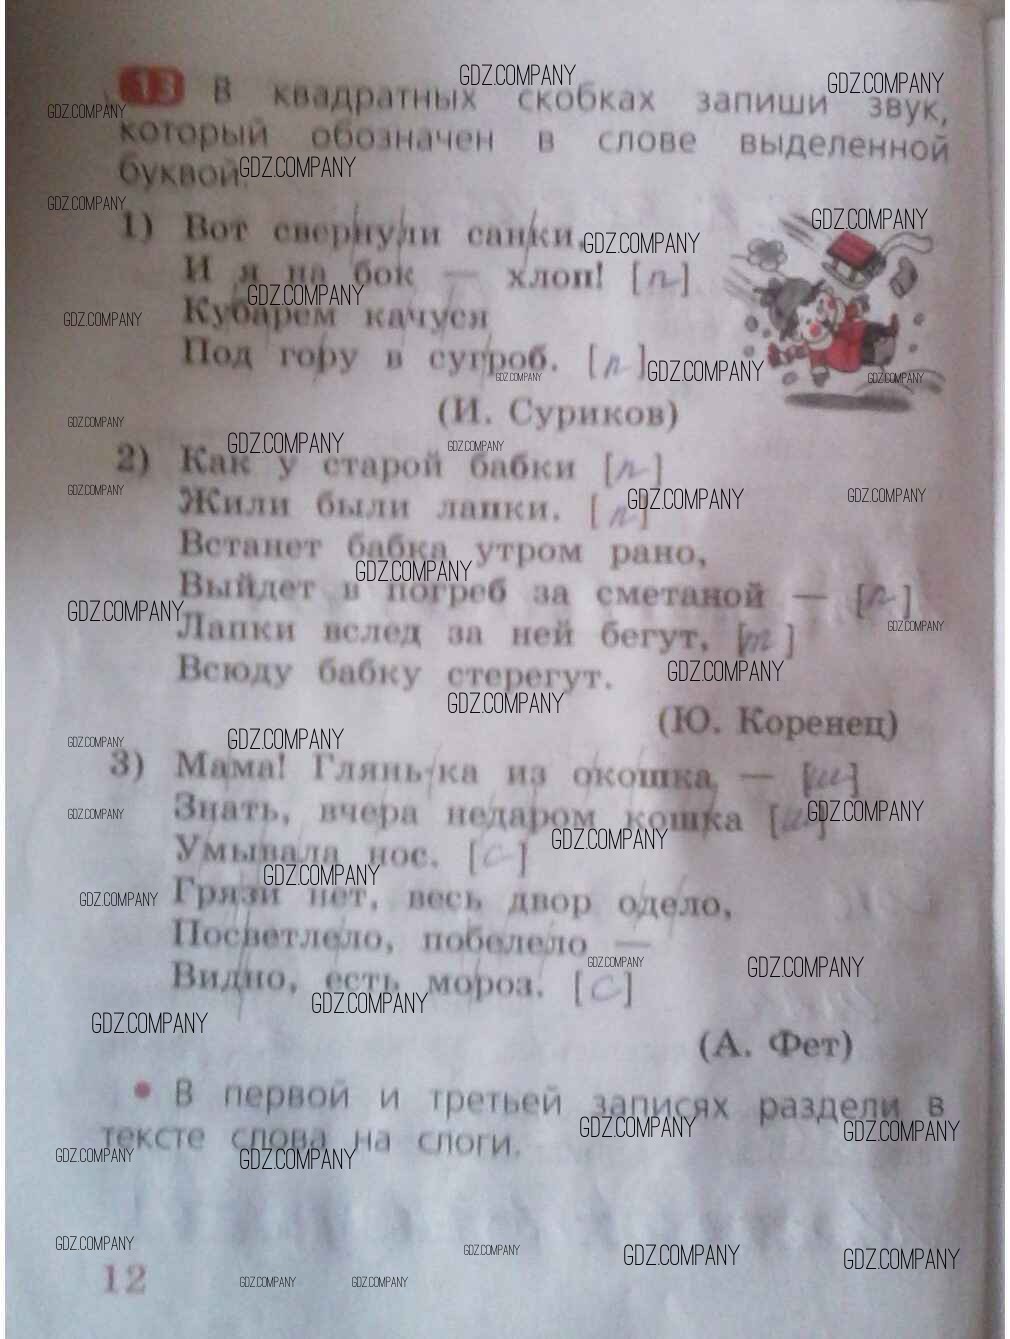 13 В квадратных скобках запиши звук,
который обозначен в слове выделенной
буквой.
1) Вот свернули санки,
И я на бок — хлоп! [п]
Кубарем качуся
Под гору в сугроб. [п]
(И. Суриков)
2) Как у старой бабки [п]
Жили были лапки. [п]
Встанет бабка утром рано,
Выйдет в погреб за сметаной — [п]
Лапки вслед за ней бегут, [т]
Всюду бабку стерегут.
(Ю. Коренец)
3) Мама! Глянь-ка из окошка — [ш]
Знать, вчера недаром кошка [ш]
Умывала нос. [с]
Грязи нет, весь двор одело,
Посветлело, побелело —
Видно, есть мороз. [с]
(А. Фет)
• В первой и третьей записях раздели в
тексте слова на слоги.
12
GDZ.COMPANY